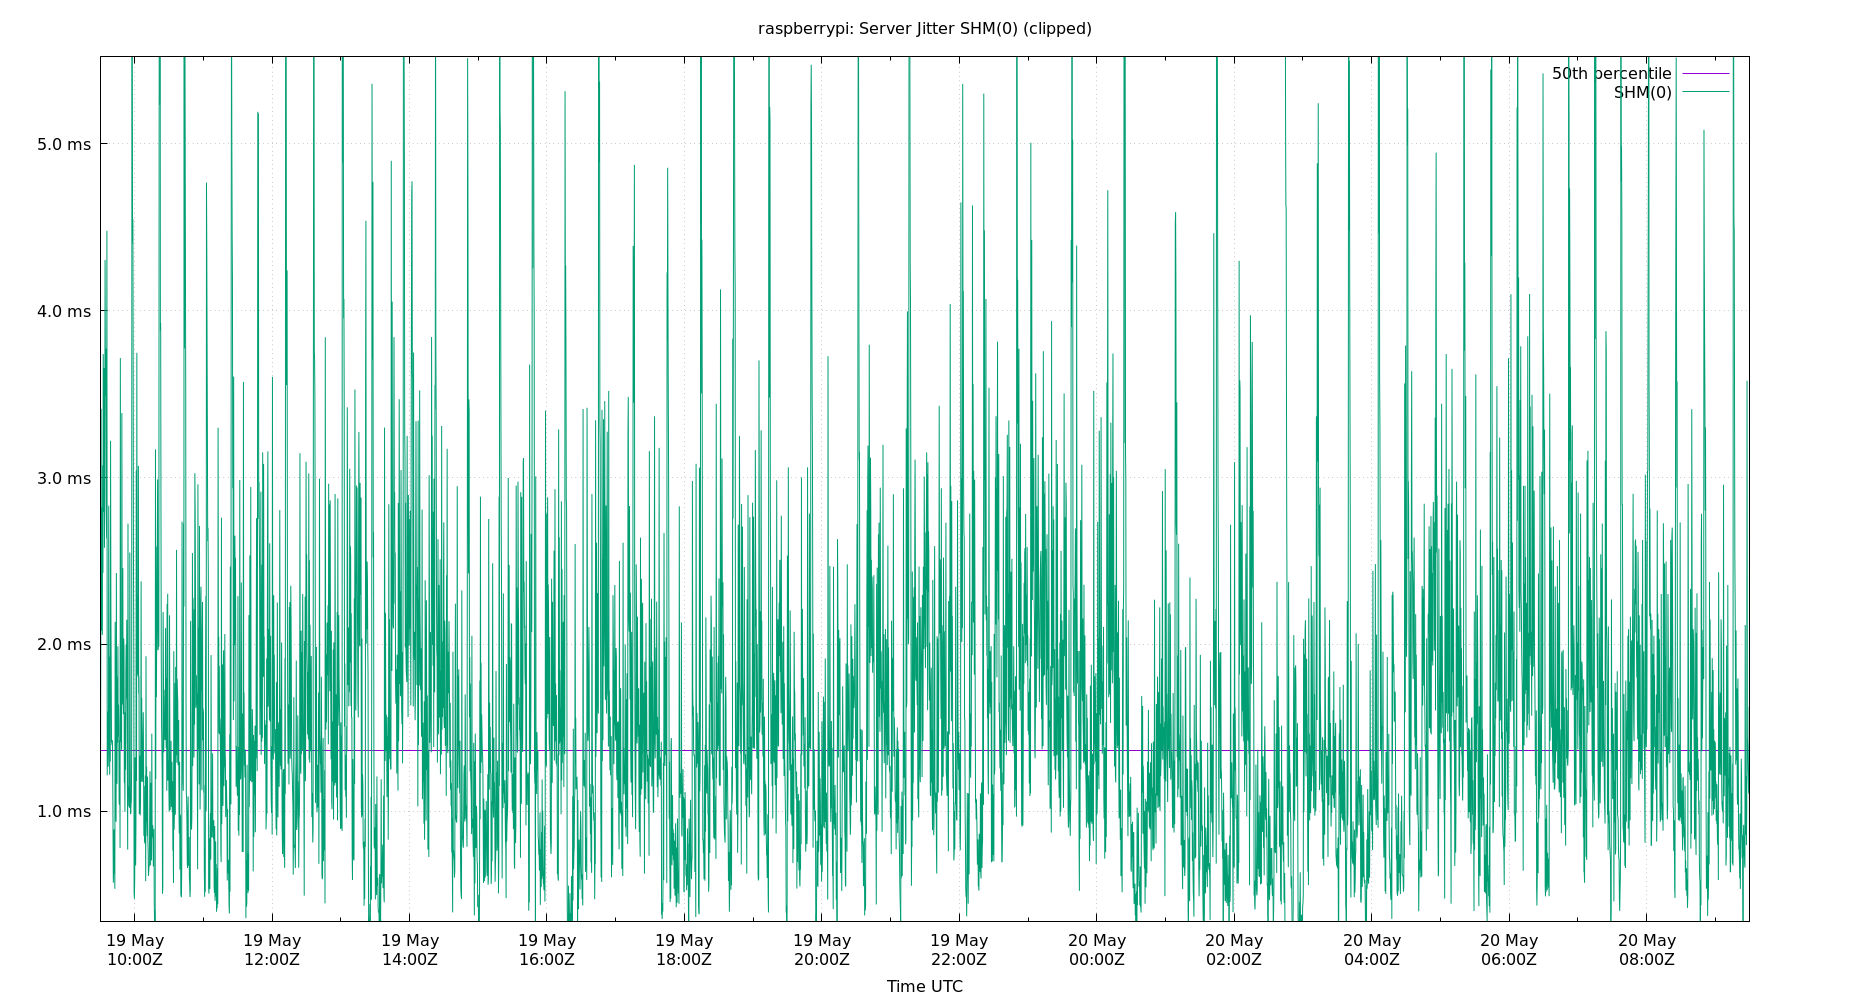 raspberrypi: Server Jitter SHM(0) (clipped)
50th percentile
SHM(0)
5.0 ms
4.0 ms
3.0 ms
2.0 ms
1.0 ms
19 May 19 May 19 May 19 May 19 May 19 May 19 May 20 May 20 May 20 May 20 May 20 May
10:00Z 12:00Z 14:00Z 16:00Z 18:00Z 20:00Z 22:00Z 00:00Z 02:00Z 04:00Z 06:00Z 08:00Z
Time UTC